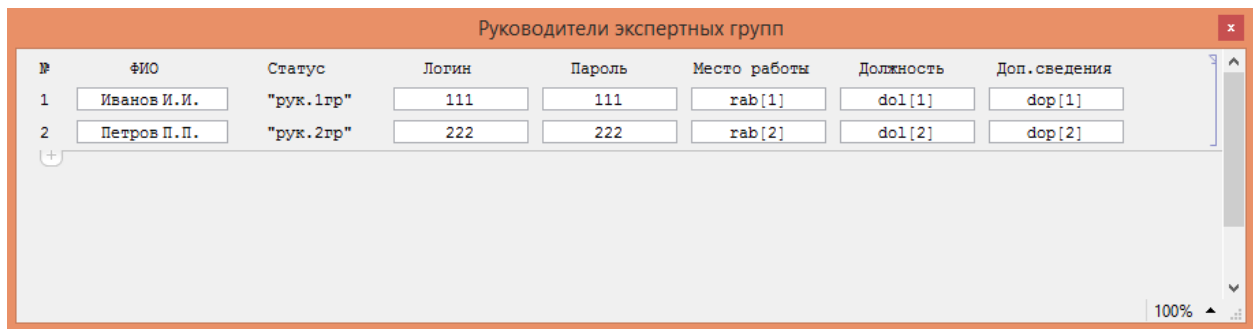 Руководители экспертных групп x
№ ФИО Статус Логин Пароль Место работы Должность Доп.сведения
1 Иванов И.И. "рук.1гр" 111 111 rab[1] dol[1] dop[1]
2 Петров П.П. "рук.2гр" 222 222 rab[2] dol[2] dop[2]
+
100%